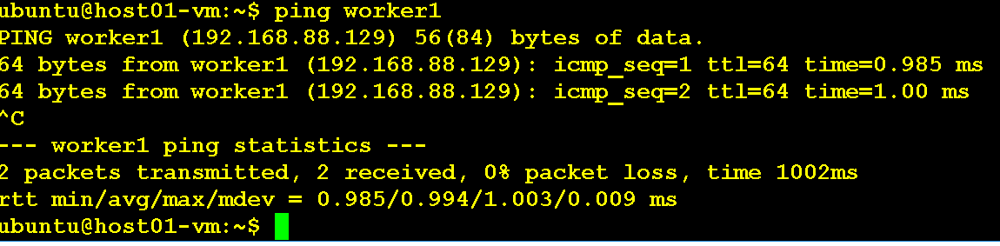 ubuntu@host01-vm:~$ ping worker1
PING worker1 (192.168.88.129) 56(84) bytes of data.
64 bytes from worker1 (192.168.88.129): icmp_seq=1 ttl=64 time=0.985 ms
64 bytes from worker1 (192.168.88.129): icmp_seq=2 ttl=64 time=1.00 ms
^C
--- worker1 ping statistics ---
2 packets transmitted, 2 received, 0% packet loss, time 1002ms
rtt min/avg/max/mdev = 0.985/0.994/1.003/0.009 ms
ubuntu@host01-vm:~$